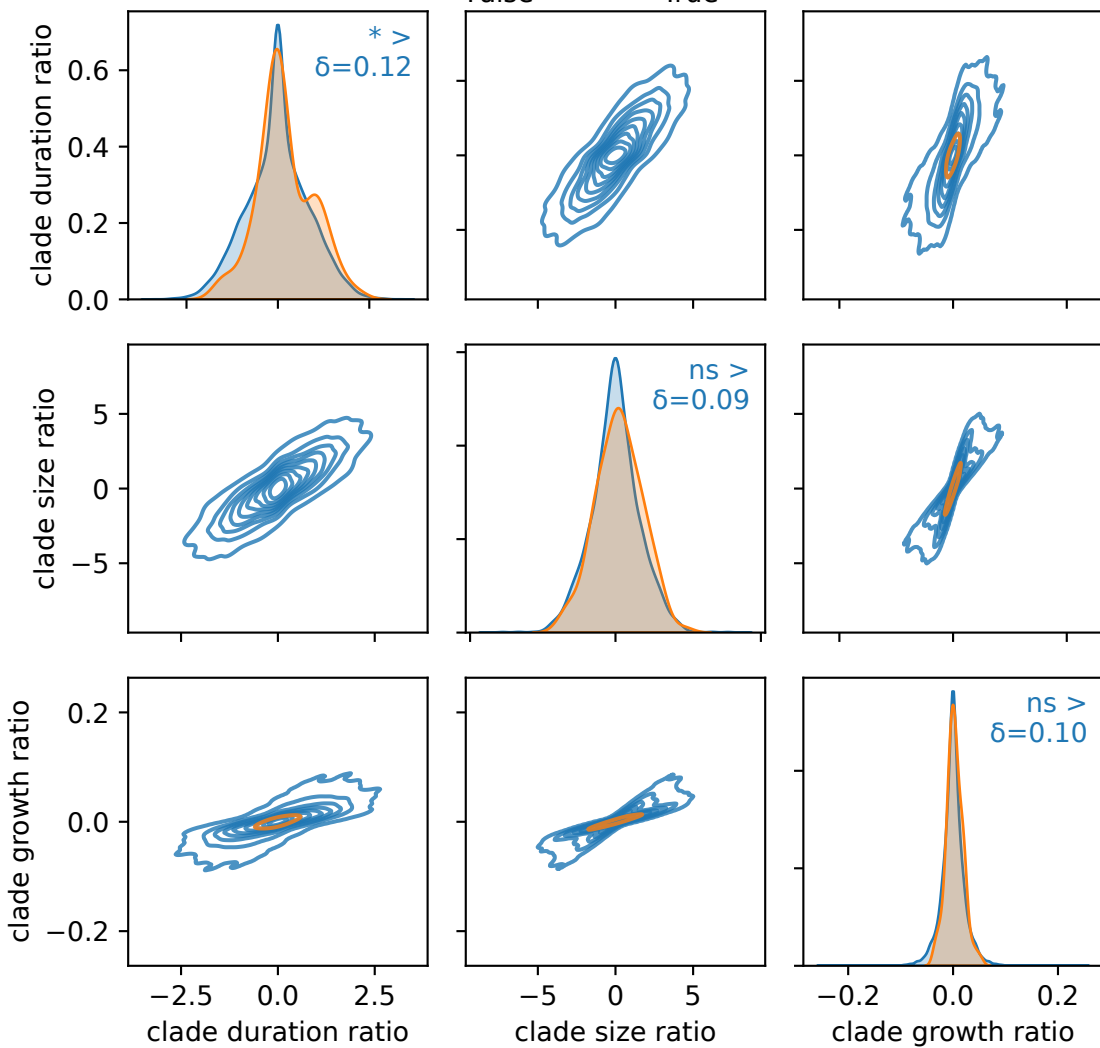 clade duration ratio
0.6
0.4
0.2
0.0
* >
δ=0.12
clade size ratio
5
0
−5
ns >
δ=0.09
clade growth ratio
0.2
0.0
−0.2
ns >
δ=0.10
−2.5 0.0 2.5
−5 0 5
−0.2 0.0 0.2
clade duration ratio
clade size ratio
clade growth ratio